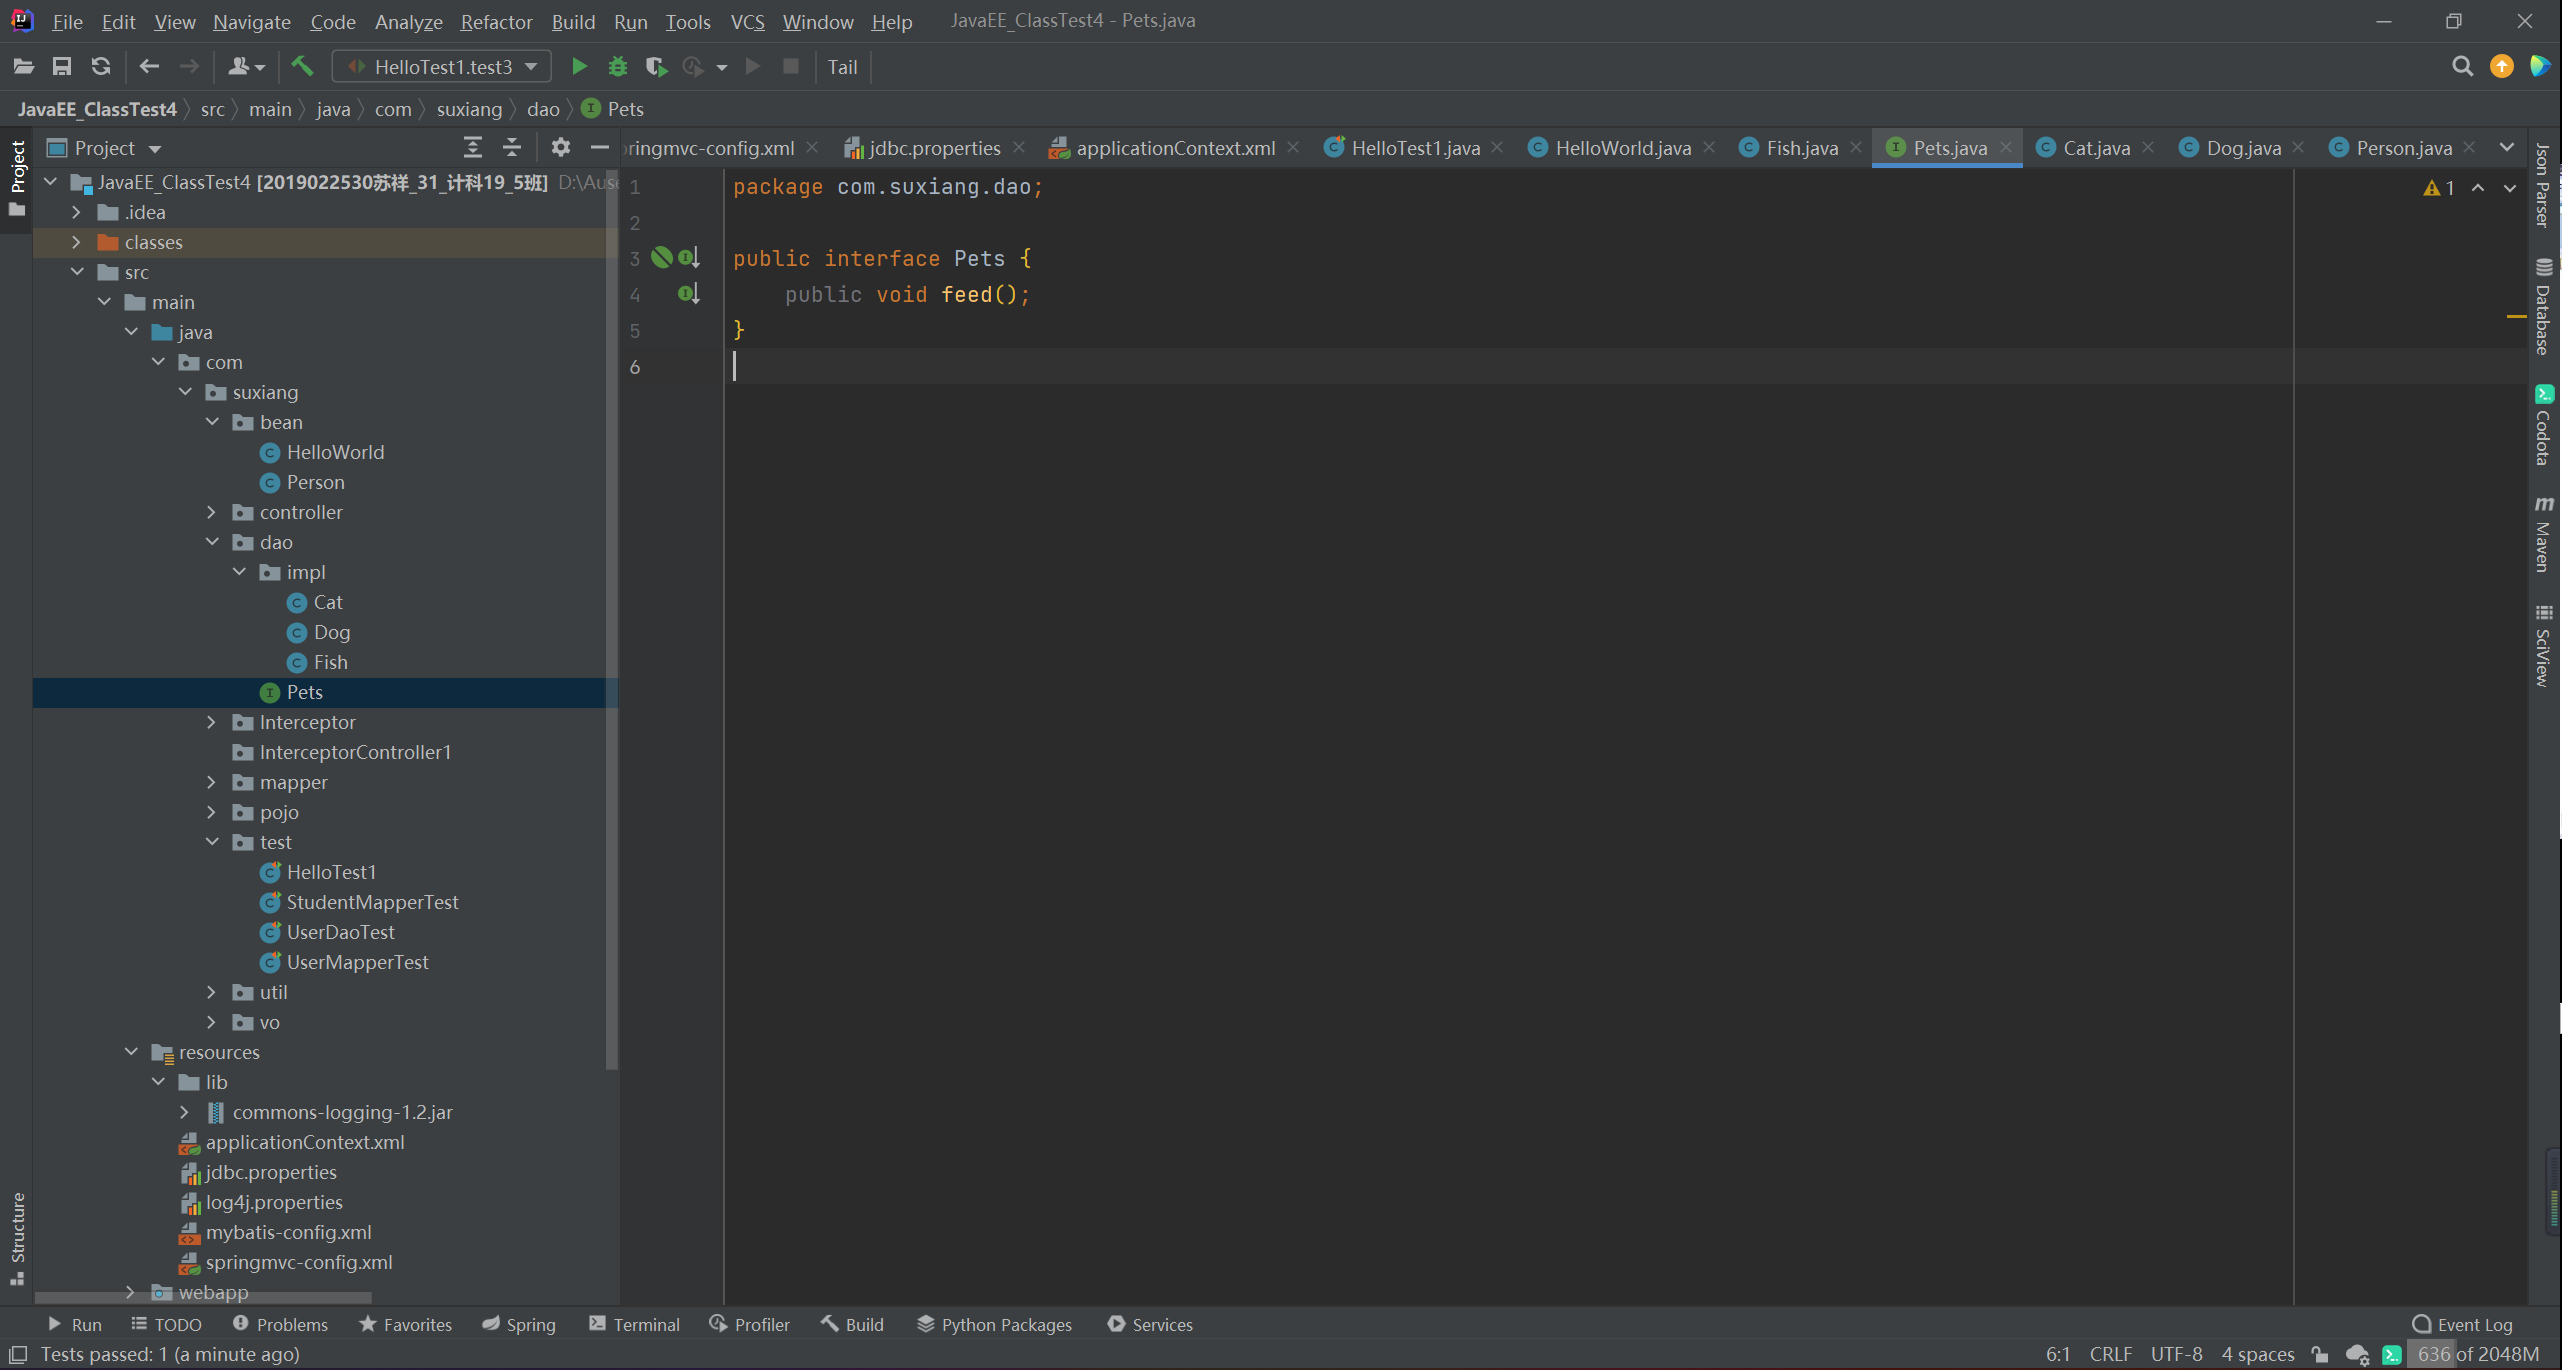 File Edit View Navigate Code Analyze Refactor Build Run Tools VCS Window Help JavaEE_ClassTest4 - Pets.java
HelloTest1.test3 Tail
JavaEE_ClassTest4 src main java com suxiang dao Pets
Project
ringmvc-config.xml jdbc.properties applicationContext.xml HelloTest1.java HelloWorld.java Fish.java Pets.java Cat.java Dog.java Person.java
JavaEE_ClassTest4 [2019022530苏祥_31_计科19_5班] D:\Ause
.idea
classes
src
main
java
com
suxiang
bean
HelloWorld
Person
controller
dao
impl
Cat
Dog
Fish
Pets
Interceptor
InterceptorController1
mapper
pojo
test
HelloTest1
StudentMapperTest
UserDaoTest
UserMapperTest
util
vo
resources
lib
commons-logging-1.2.jar
applicationContext.xml
jdbc.properties
log4j.properties
mybatis-config.xml
springmvc-config.xml
webapp
1 package com.suxiang.dao;
2
3 public interface Pets {
4 public void feed();
5 }
6
1
Project
Structure
Json Parser
Database
Codota
Maven
SciView
Run TODO Problems Favorites Spring Terminal Profiler Build Python Packages Services Event Log
Tests passed: 1 (a minute ago) 6:1 CRLF UTF-8 4 spaces 636 of 2048M